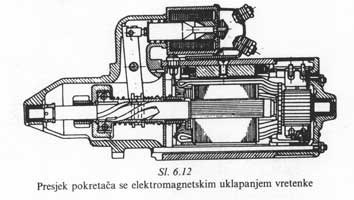 Sl. 6.12
Presjek pokretača se elektromagnetskim uklapanjem vretenke